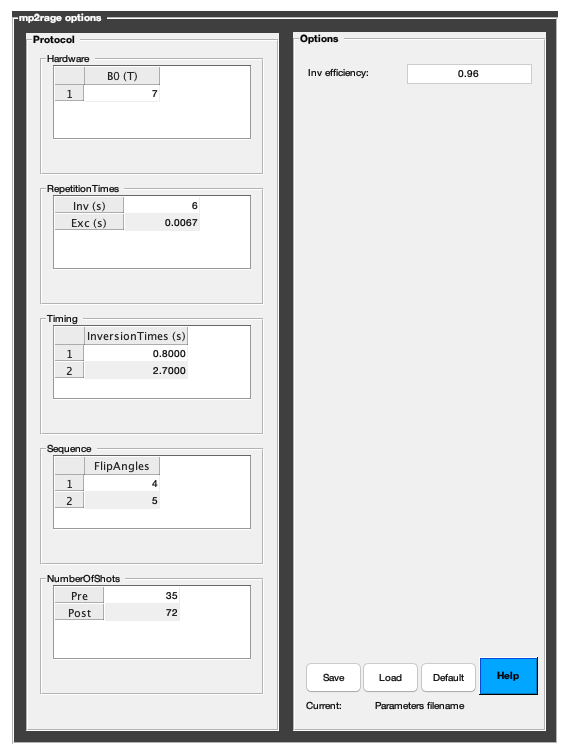 mp2rage options
Protocol
Hardware
B0 (T)
1 7
RepetitionTimes
Inv (s) 6
Exc (s) 0.0067
Timing
InversionTimes (s)
1 0.8000
2 2.7000
Sequence
FlipAngles
1 4
2 5
NumberOfShots
Pre 35
Post 72
Options
Inv efficiency: 0.96
Save Load Default Help
Current: Parameters filename